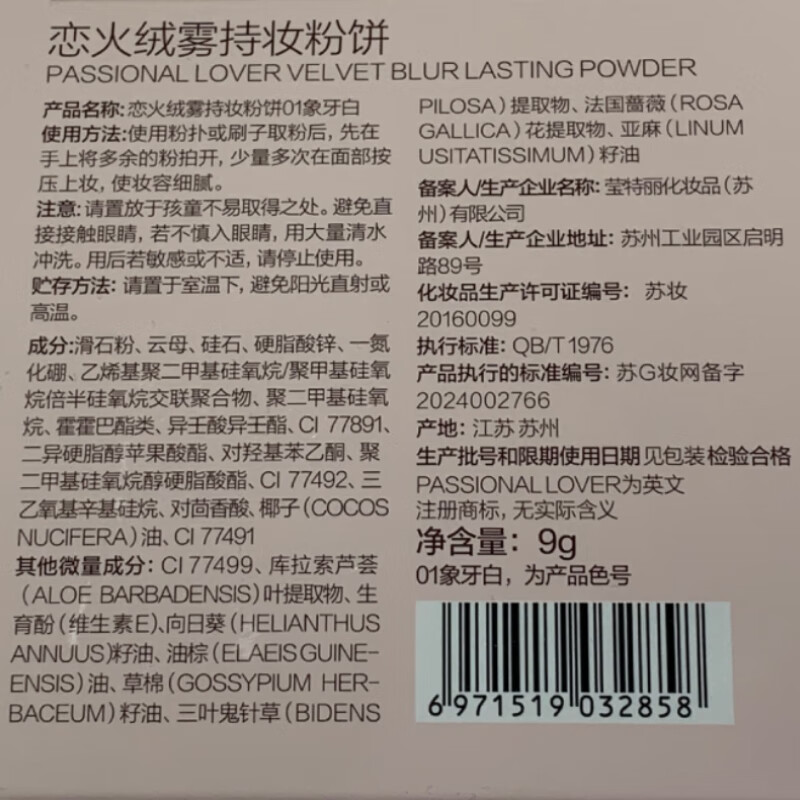 恋火绒雾持妆粉饼
PASSIONAL LOVER VELVET BLUR LASTING POWDER
产品名称:恋火绒雾持妆粉饼01象牙白
使用方法:使用粉扑或刷子取粉后，先在
手上将多余的粉拍开，少量多次在面部按
压上妆，使妆容细腻。
注意:请置放于孩童不易取得之处。避免直
接接触眼睛，若不慎入眼睛，用大量清水
冲洗。用后若敏感或不适，请停止使用。
贮存方法:请置于室温下，避免阳光直射或
高温。
成分:滑石粉、云母、硅石、硬脂酸锌、一氮
化硼、乙烯基聚二甲基硅氧烷/聚甲基硅氧
烷倍半硅氧烷交联聚合物、聚二甲基硅氧
烷、霍霍巴酯类、异壬酸异壬酯、CI 77891、
二异硬脂醇苹果酸酯、对羟基苯乙酮、聚
二甲基硅氧烷醇硬脂酸酯、CI 77492、三
乙氧基辛基硅烷、对茴香酸、椰子(COCOS
NUCIFERA)油、CI 77491
其他微量成分：CI 77499、库拉索芦荟
(ALOE BARBADENSIS)叶提取物、生
育酚(维生素E)、向日葵(HELIANTHUS
ANNUUS)籽油、油棕(ELAEIS GUINE-
ENSIS)油、草棉(GOSSYPIUM HER-
BACEUM)籽油、三叶鬼针草(BIDENS
PILOSA)提取物、法国蔷薇(ROSA
GALLICA)花提取物、亚麻(LINUM
USITATISSIMUM)籽油
备案人/生产企业名称：莹特丽化妆品(苏
州)有限公司
备案人/生产企业地址：苏州工业园区启明
路89号
化妆品生产许可证编号：苏妆
20160099
执行标准：QB/T 1976
产品执行的标准编号：苏G妆网备字
2024002766
产地：江苏 苏州
生产批号和限期使用日期 见包装 检验合格
PASSIONAL LOVER为英文
注册商标，无实际含义
净含量：9g
01象牙白，为产品色号
6 971519 032858